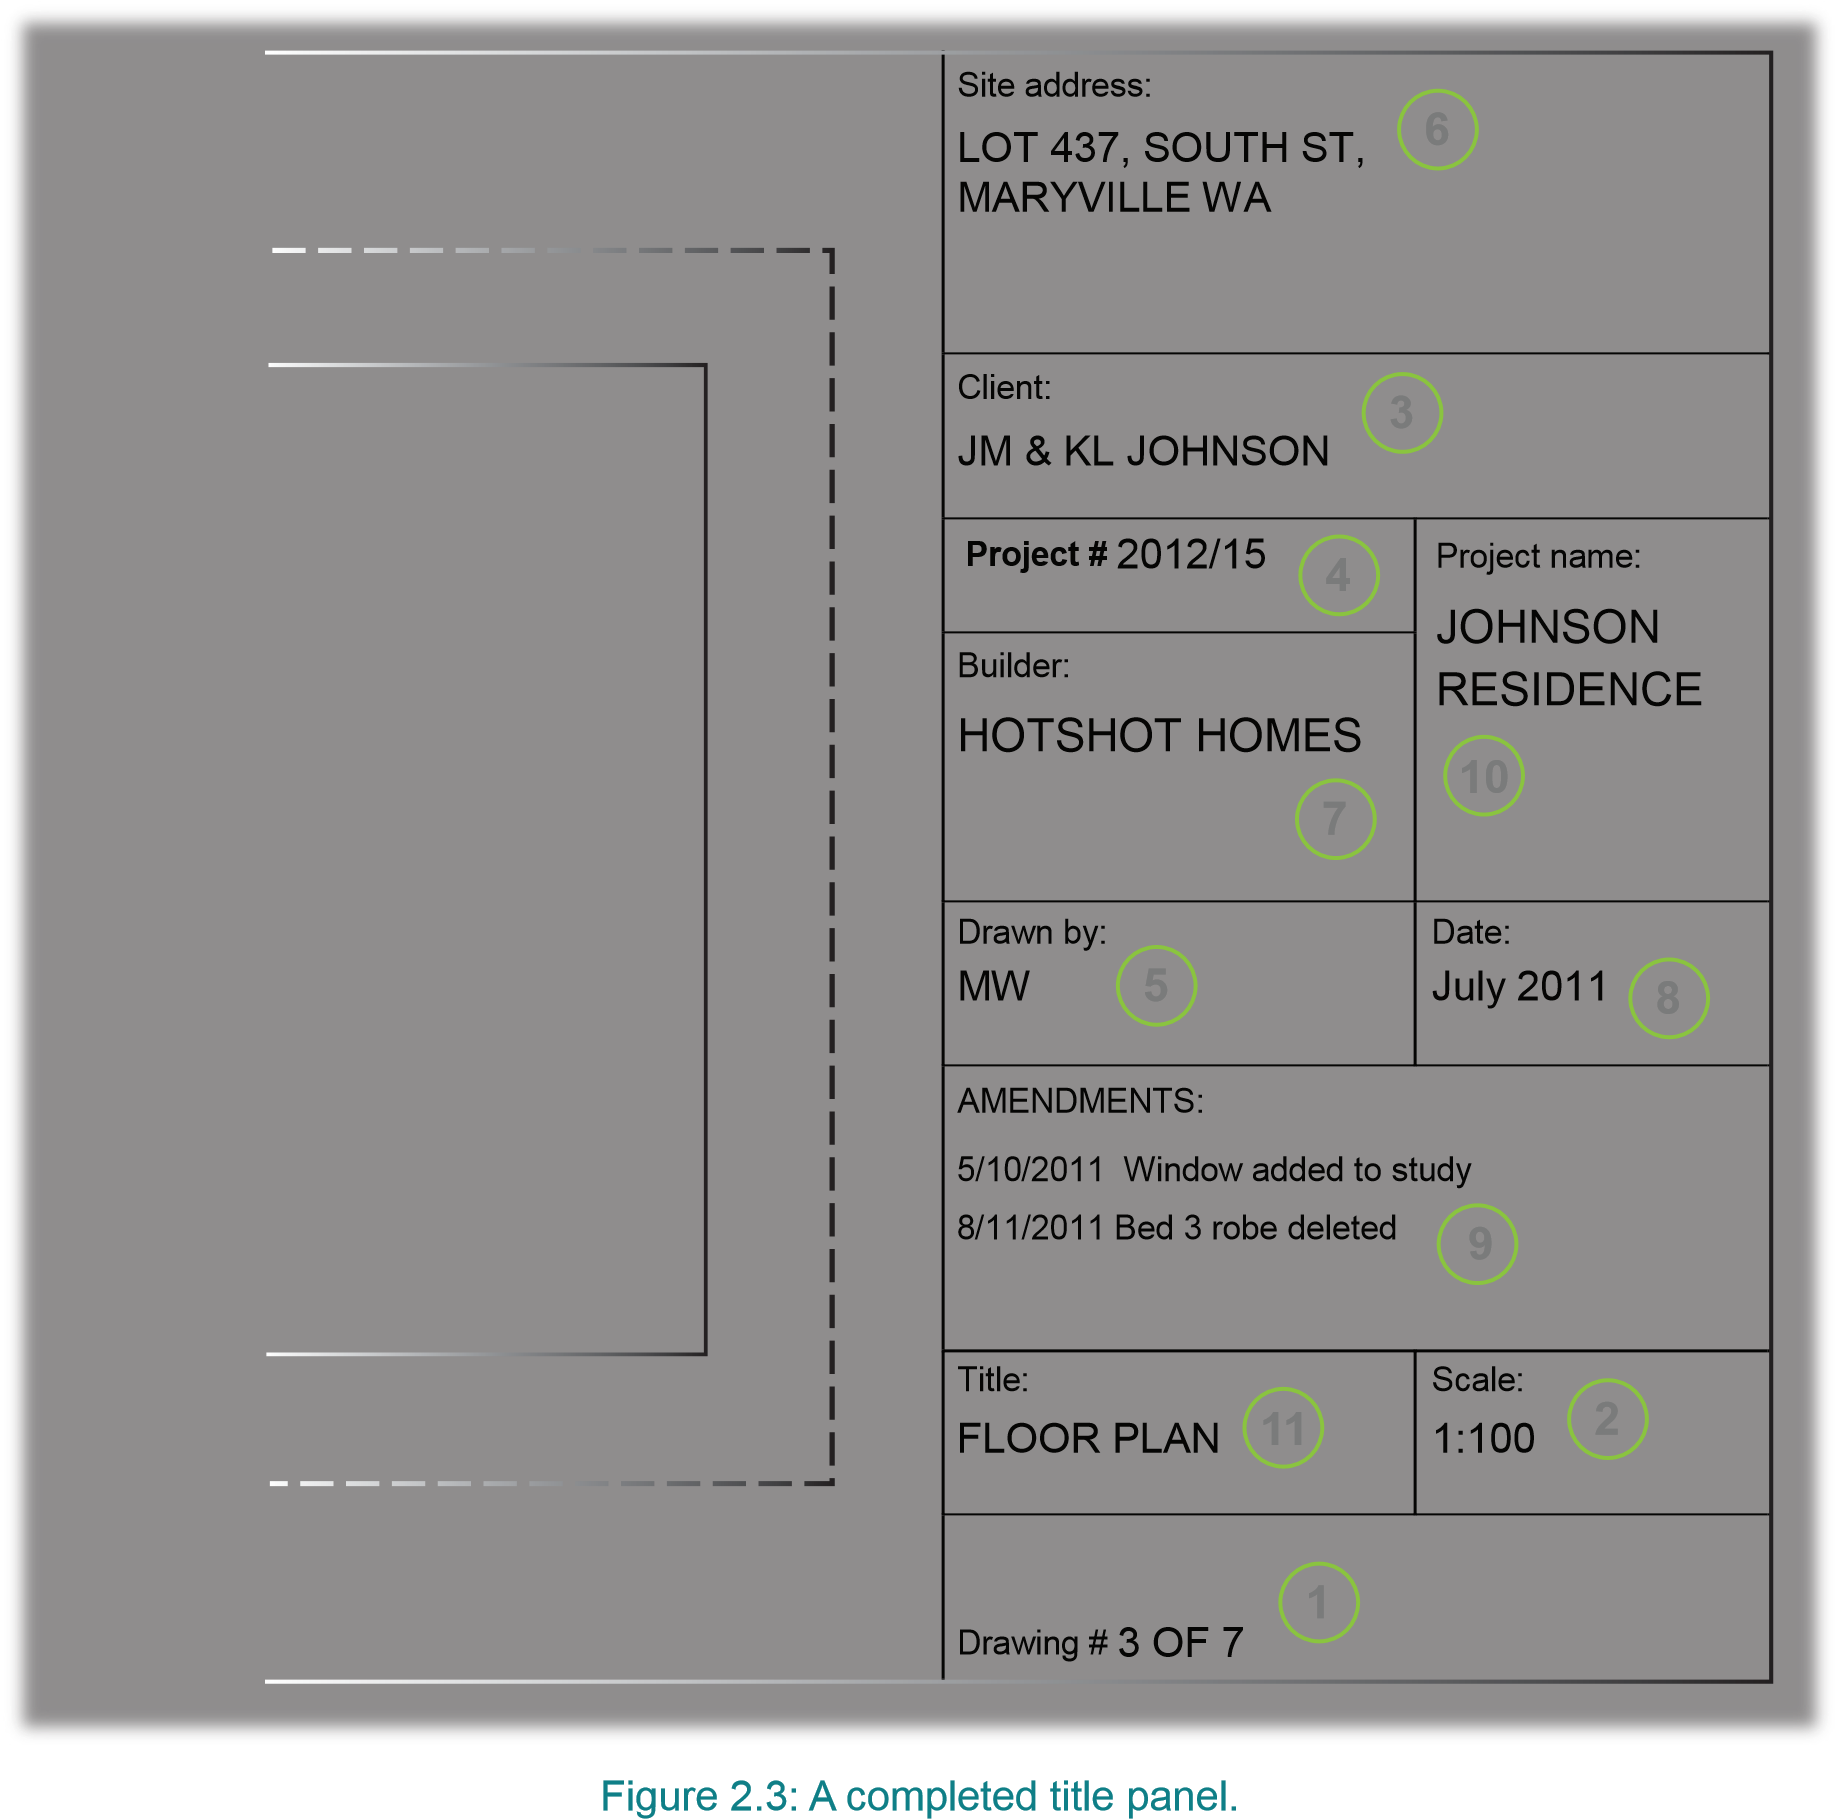 Site address:
6
LOT 437, SOUTH ST,
MARYVILLE WA
Client:
3
JM & KL JOHNSON
Project # 2012/15
4
Project name:
JOHNSON
RESIDENCE
10
Builder:
HOTSHOT HOMES
7
Drawn by:
MW
5
Date:
July 2011
8
AMENDMENTS:
5/10/2011 Window added to study
8/11/2011 Bed 3 robe deleted
9
Title:
FLOOR PLAN
11
Scale:
1:100
2
1
Drawing # 3 OF 7
Figure 2.3: A completed title panel.